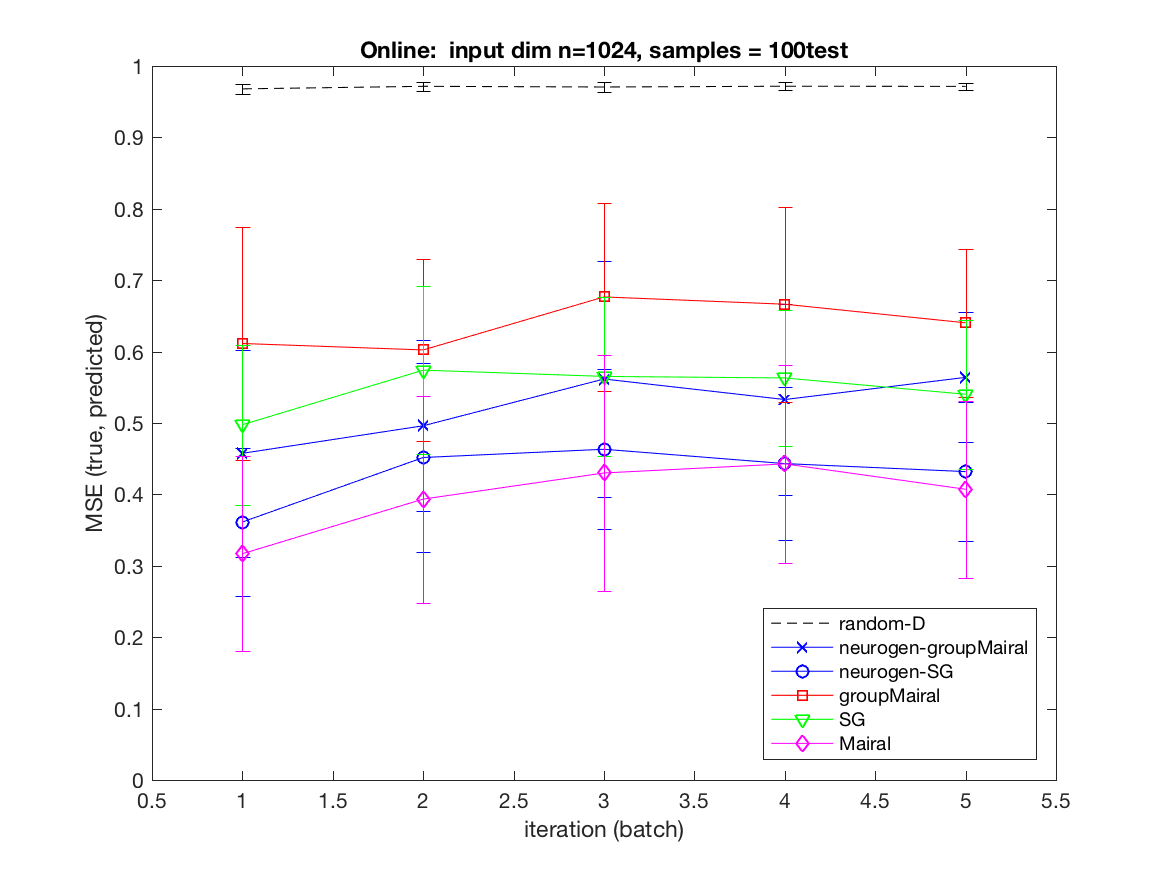 Online:  input dim n=1024, samples = 100test
1
0.9
0.8
0.7
0.6
0.5
0.4
0.3
0.2
0.1
0
MSE (true, predicted)
random-D
neurogen-groupMairal
neurogen-SG
groupMairal
SG
Mairal
0.5 1 1.5 2 2.5 3 3.5 4 4.5 5 5.5
iteration (batch)